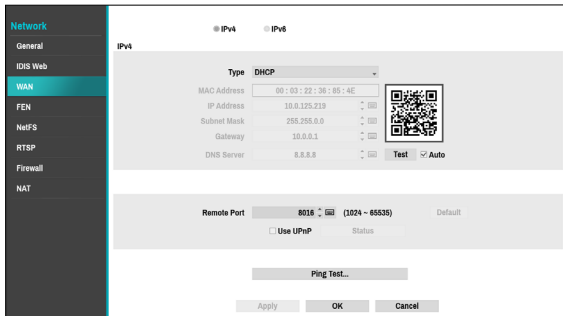 Network
General
IDIS Web
WAN
FEN
NetFS
RTSP
Firewall
NAT
IPv4 IPv6
IPv4
Type DHCP
MAC Address 00 : 03 : 22 : 36 : 85 : 4E
IP Address 10.0.125.219
Subnet Mask 255.255.0.0
Gateway 10.0.0.1
DNS Server 8.8.8.8 Test Auto
Remote Port 8016 (1024 ~ 65535) Default
Use UPnP Status
Ping Test...
Apply OK Cancel